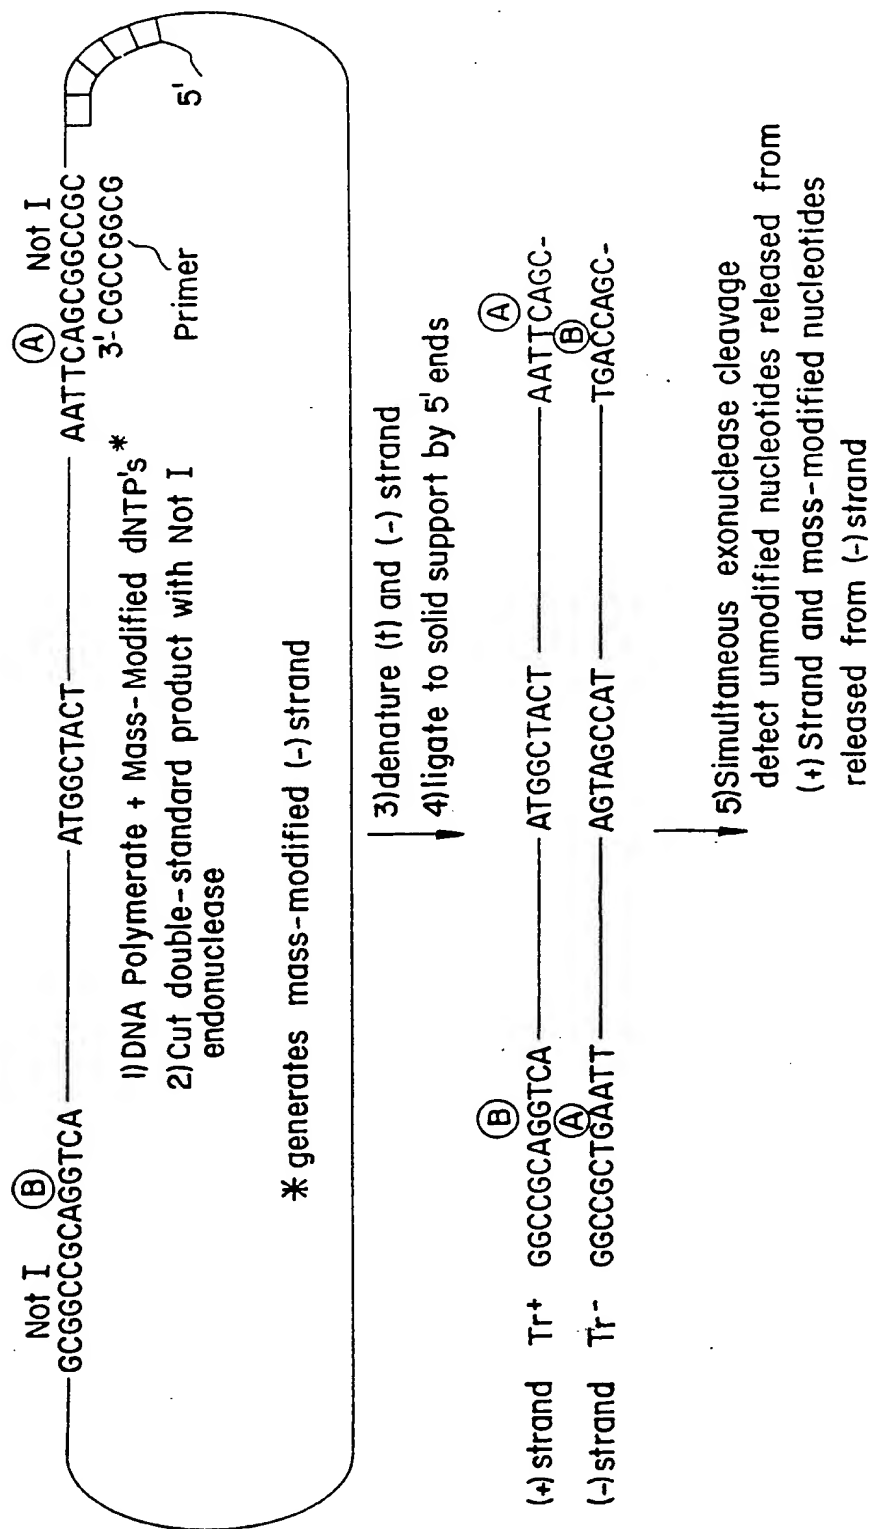 Not I Ⓑ
GCGGCCGCAGGTCA — ATGGCTACT — AATTCAGCGGCCGC
Ⓐ Not I
3'-CGCCGGCG
Primer
5'
1)DNA Polymerate + Mass-Modified dNTP's*
2)Cut double-standard product with Not I
endonuclease
* generates mass-modified (-) strand
3)denature (t) and (-) strand
4)ligate to solid support by 5' ends
Ⓑ Ⓐ
(+)strand Tr+ GGCCGCAGGTCA — ATGGCTACT — AATTCAGC-
Ⓐ Ⓑ
(-)strand Tr- GGCCGCTGAATT — AGTAGCCAT — TGACCAGC-
5)Simultaneous exonuclease cleavage
detect unmodified nucleotides released from
(+) Strand and mass-modified nucleotides
released from (-) strand